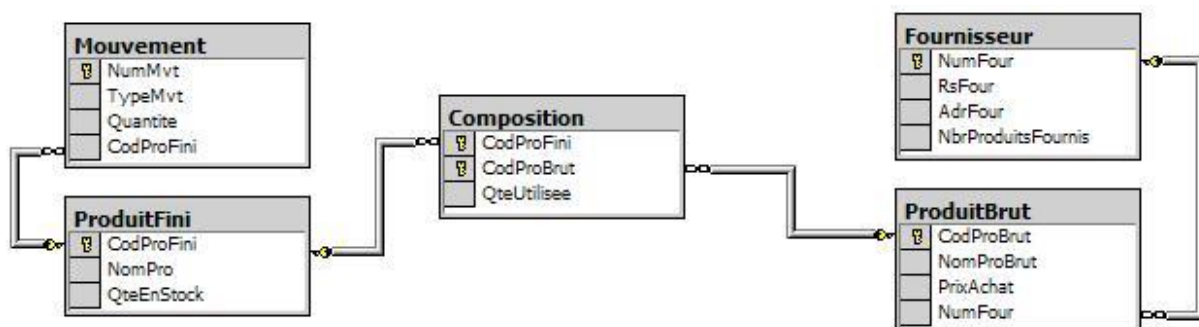 Mouvement
NumMvt
TypeMvt
Quantite
CodProFini
ProduitFini
CodProFini
NomPro
QteEnStock
Composition
CodProFini
CodProBrut
QteUtilisee
Fournisseur
NumFour
RsFour
AdrFour
NbrProduitsFournis
ProduitBrut
CodProBrut
NomProBrut
PrixAchat
NumFour